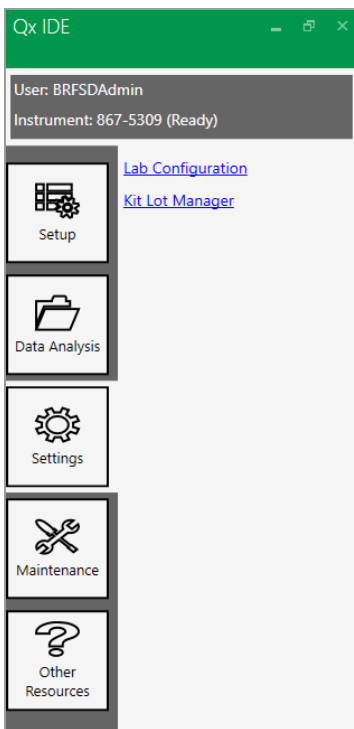 Qx IDE
User: BRFSDAdmin
Instrument: 867-5309 (Ready)
Lab Configuration
Kit Lot Manager
Setup
Data Analysis
Settings
Maintenance
Other
Resources